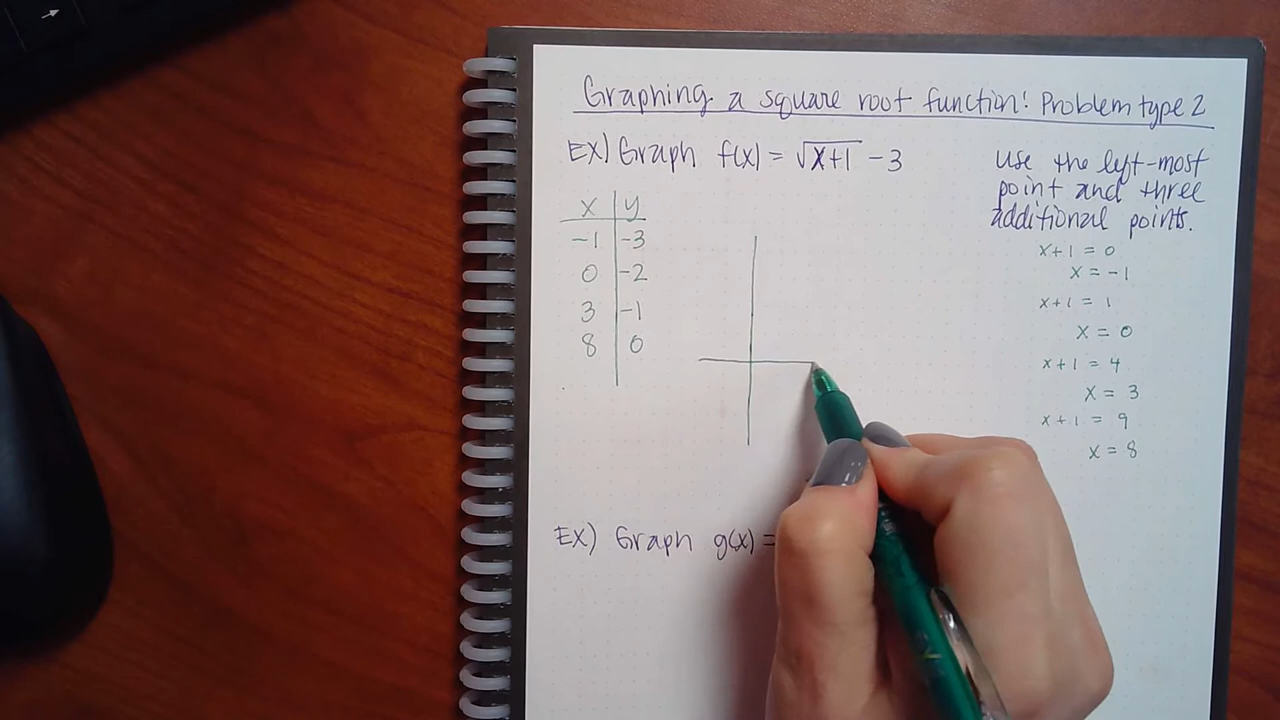 Graphing a square root function: Problem type 2
EX) Graph f(x) = √x+1 - 3
Use the left-most
point and three
additional points.
x y
-1 -3
0 -2
3 -1
8 0
x+1 = 0
x = -1
x+1 = 1
x = 0
x+1 = 4
x = 3
x+1 = 9
x = 8
EX) Graph g(x) =